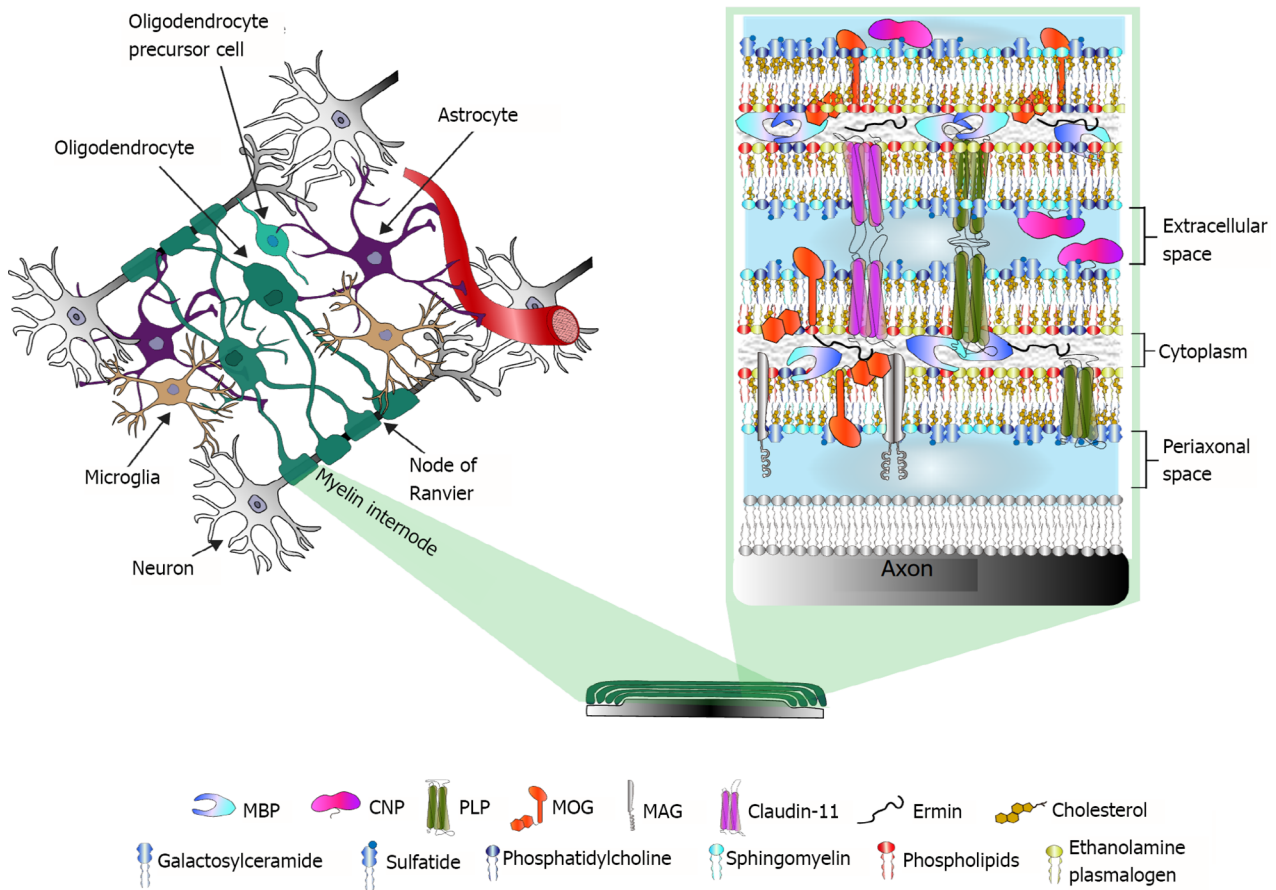 Oligodendrocyte
precursor cell
Astrocyte
Oligodendrocyte
Microglia
Node of
Ranvier
Myelin internode
Neuron
Extracellular
space
Cytoplasm
Periaxonal
space
Axon
MBP
CNP
PLP
MOG
MAG
Claudin-11
Ermin
Cholesterol
Galactosylceramide
Sulfatide
Phosphatidylcholine
Sphingomyelin
Phospholipids
Ethanolamine
plasmalogen